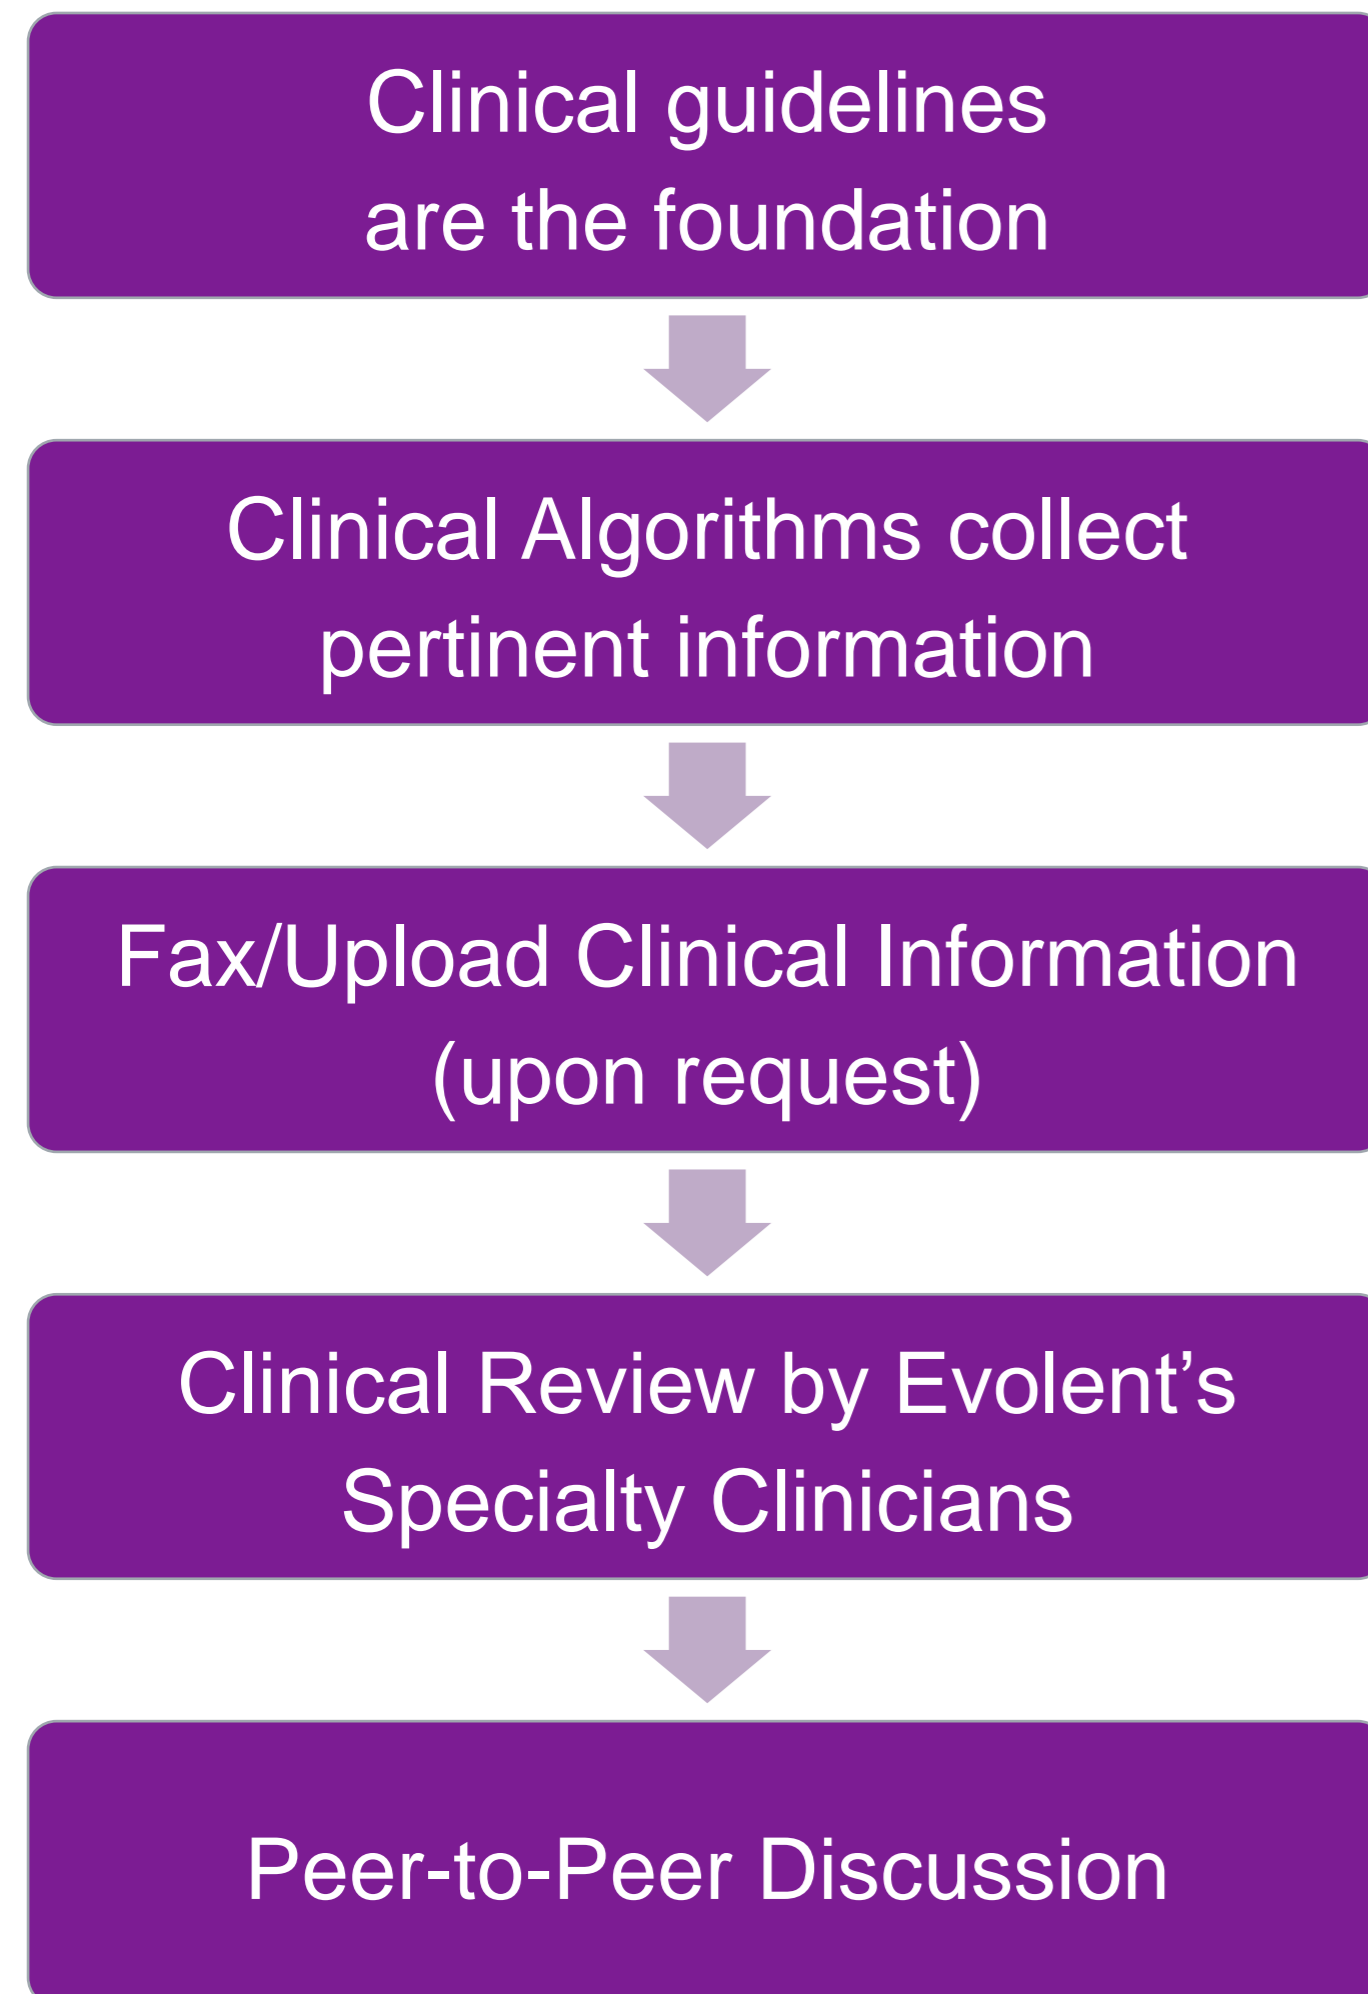 Clinical guidelines
are the foundation
Clinical Algorithms collect
pertinent information
Fax/Upload Clinical Information
(upon request)
Clinical Review by Evolent’s
Specialty Clinicians
Peer-to-Peer Discussion